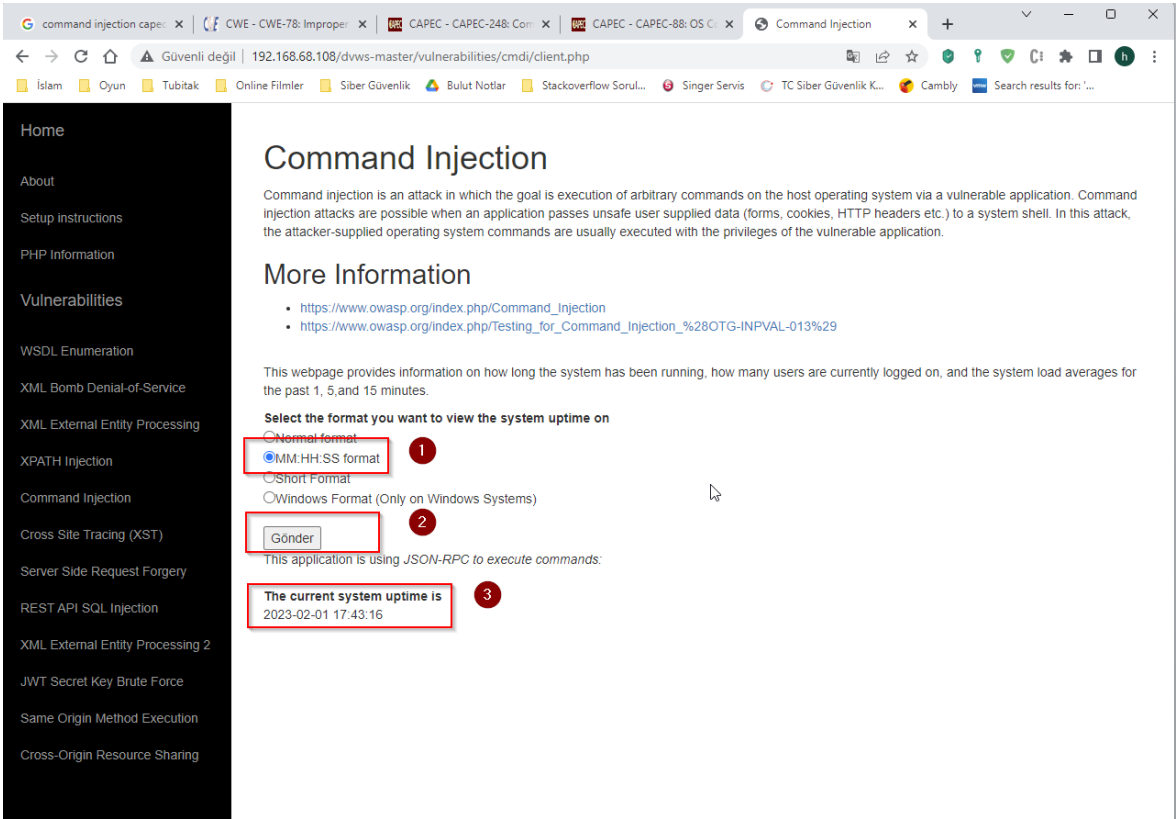 command injection capec
CWE - CWE-78: Improper
CAPEC - CAPEC-248: Com
CAPEC - CAPEC-88: OS Co
Command Injection
Güvenli değil
192.168.68.108/dvws-master/vulnerabilities/cmdi/client.php
İslam
Oyun
Tubitak
Online Filmler
Siber Güvenlik
Bulut Notlar
Stackoverflow Sorul...
Singer Servis
TC Siber Güvenlik K...
Cambly
Search results for: '...
Home
About
Setup instructions
PHP Information
Vulnerabilities
WSDL Enumeration
XML Bomb Denial-of-Service
XML External Entity Processing
XPATH Injection
Command Injection
Cross Site Tracing (XST)
Server Side Request Forgery
REST API SQL Injection
XML External Entity Processing 2
JWT Secret Key Brute Force
Same Origin Method Execution
Cross-Origin Resource Sharing
Command Injection
Command injection is an attack in which the goal is execution of arbitrary commands on the host operating system via a vulnerable application. Command
injection attacks are possible when an application passes unsafe user supplied data (forms, cookies, HTTP headers etc.) to a system shell. In this attack,
the attacker-supplied operating system commands are usually executed with the privileges of the vulnerable application.
More Information
https://www.owasp.org/index.php/Command_Injection
https://www.owasp.org/index.php/Testing_for_Command_Injection_%28OTG-INPVAL-013%29
This webpage provides information on how long the system has been running, how many users are currently logged on, and the system load averages for
the past 1, 5,and 15 minutes.
Select the format you want to view the system uptime on
Normal format
MM:HH:SS format
1
Short Format
Windows Format (Only on Windows Systems)
Gönder
2
This application is using JSON-RPC to execute commands:
The current system uptime is
3
2023-02-01 17:43:16